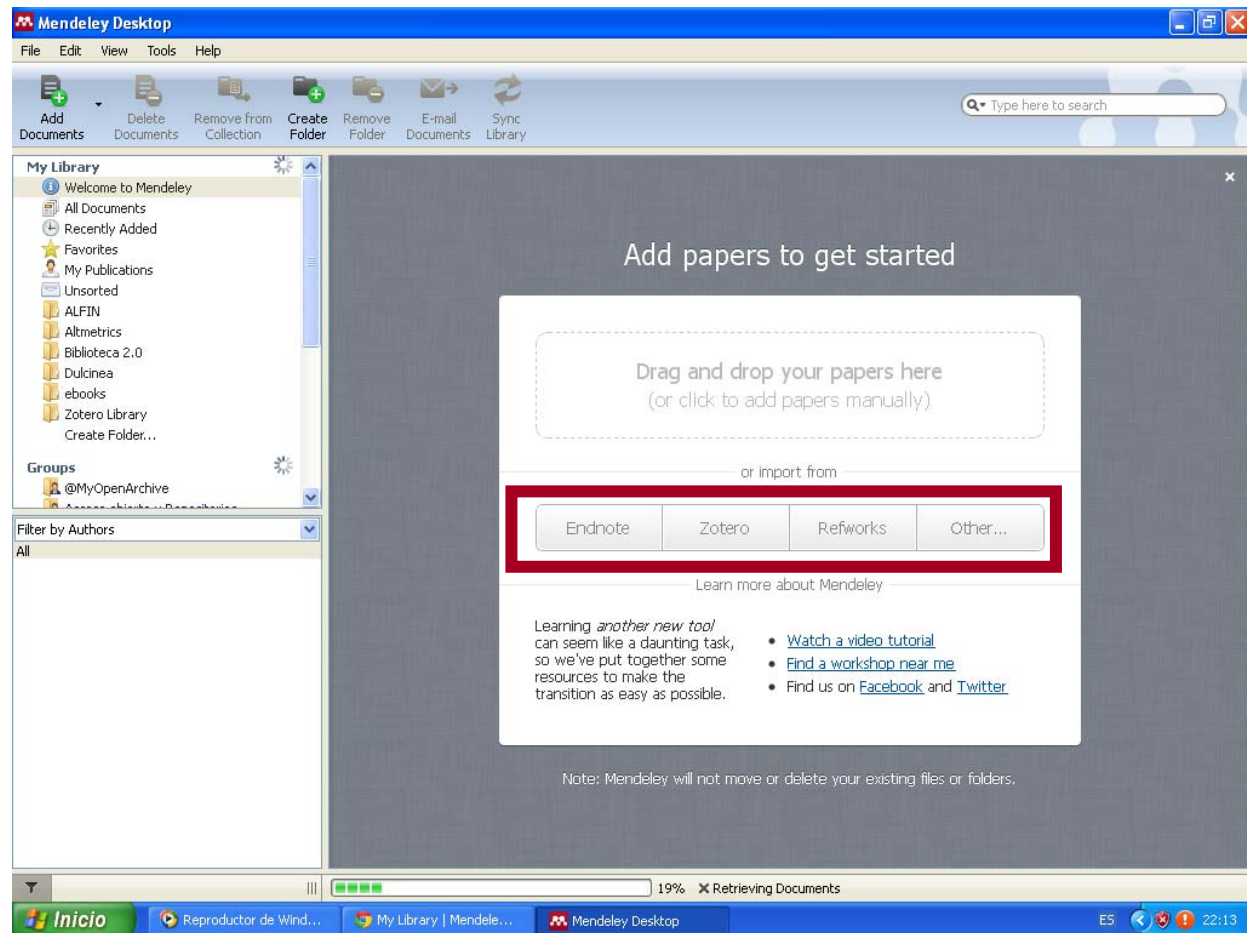 Mendeley Desktop
File Edit View Tools Help
Add Documents
Delete Documents
Remove from Collection
Create Folder
Remove Folder
E-mail Documents
Sync Library
Type here to search
My Library
Welcome to Mendeley
All Documents
Recently Added
Favorites
My Publications
Unsorted
ALFIN
Altmetrics
Biblioteca 2.0
Dulcinea
ebooks
Zotero Library
Create Folder...
Groups
@MyOpenArchive
Filter by Authors
All
Add papers to get started
Drag and drop your papers here
(or click to add papers manually)
or import from
Endnote Zotero Refworks Other...
Learn more about Mendeley
Learning another new tool
can seem like a daunting task,
so we've put together some
resources to make the
transition as easy as possible.
• Watch a video tutorial
• Find a workshop near me
• Find us on Facebook and Twitter
Note: Mendeley will not move or delete your existing files or folders.
19% Retrieving Documents
Inicio Reproductor de Wind... My Library | Mendele... Mendeley Desktop ES 22:13